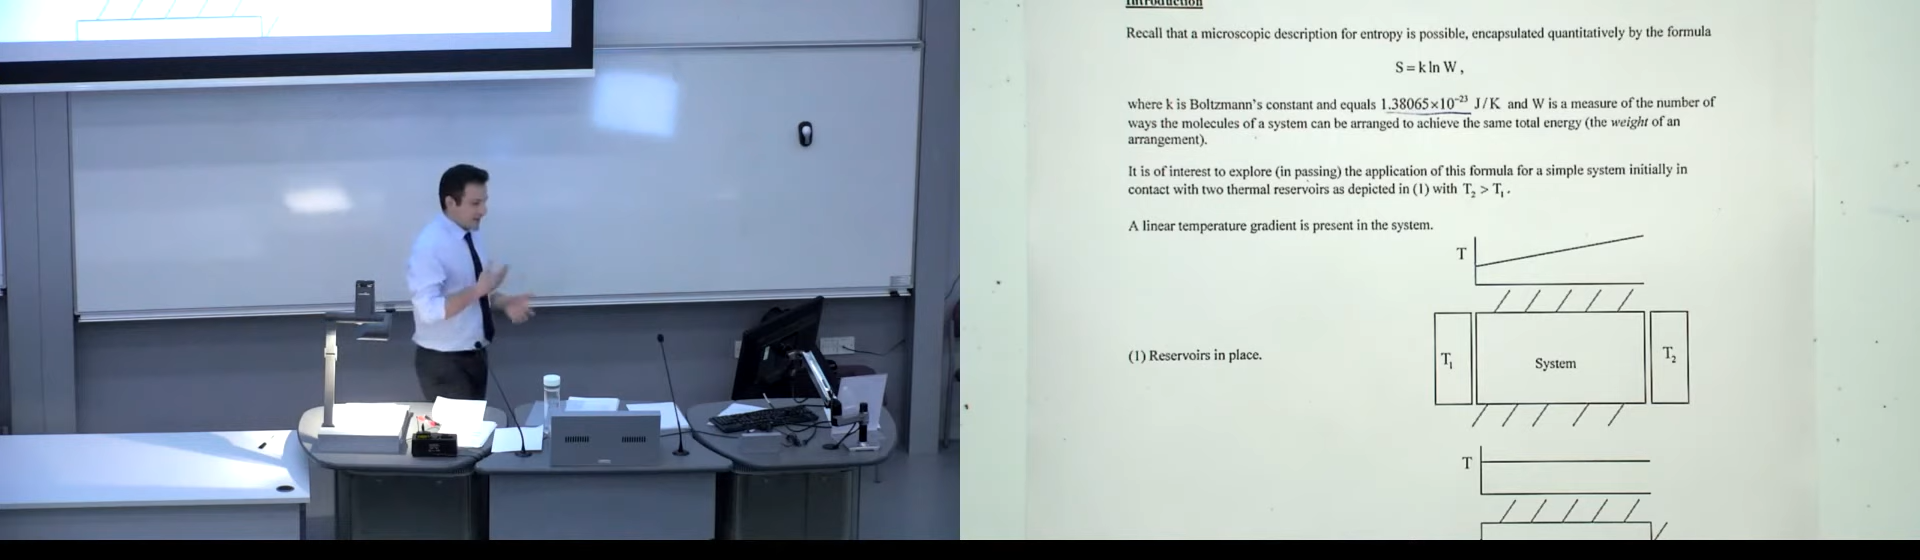 Introduction
Recall that a microscopic description for entropy is possible, encapsulated quantitatively by the formula
S = k ln W ,
where k is Boltzmann's constant and equals 1.38065×10⁻²³ J/K and W is a measure of the number of
ways the molecules of a system can be arranged to achieve the same total energy (the weight of an
arrangement).
It is of interest to explore (in passing) the application of this formula for a simple system initially in
contact with two thermal reservoirs as depicted in (1) with T₂ > T₁ .
A linear temperature gradient is present in the system.
T
(1) Reservoirs in place.
T₁
System
T₂
T